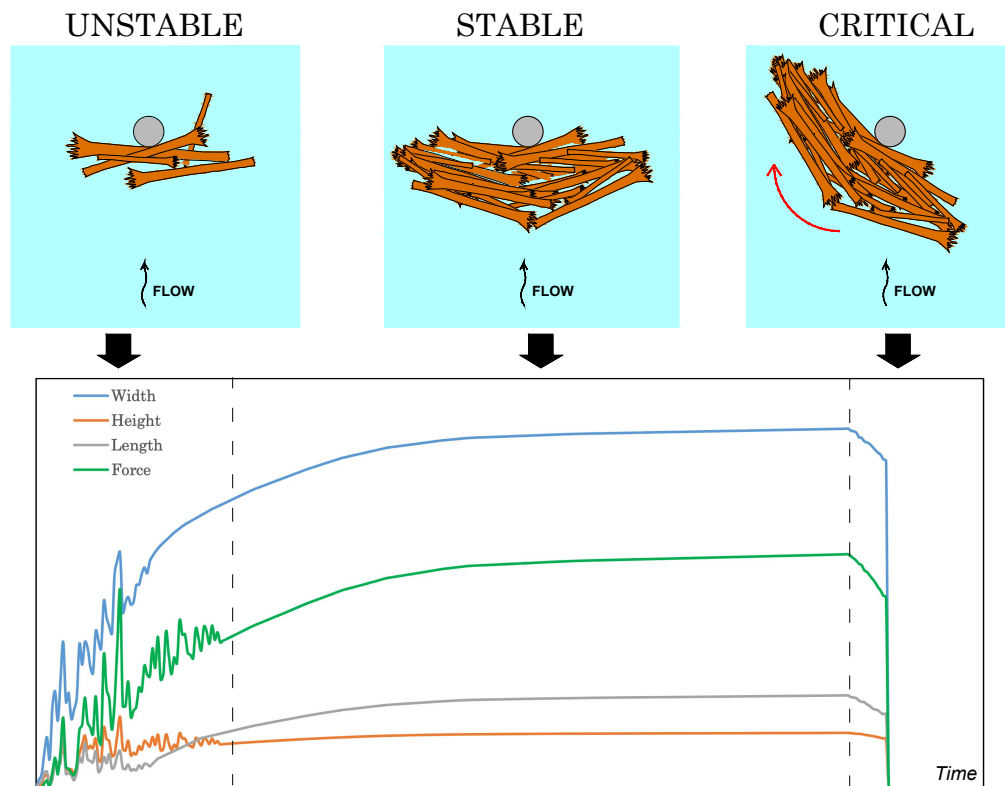 UNSTABLE
STABLE
CRITICAL
FLOW
FLOW
FLOW
Width
Height
Length
Force
Time